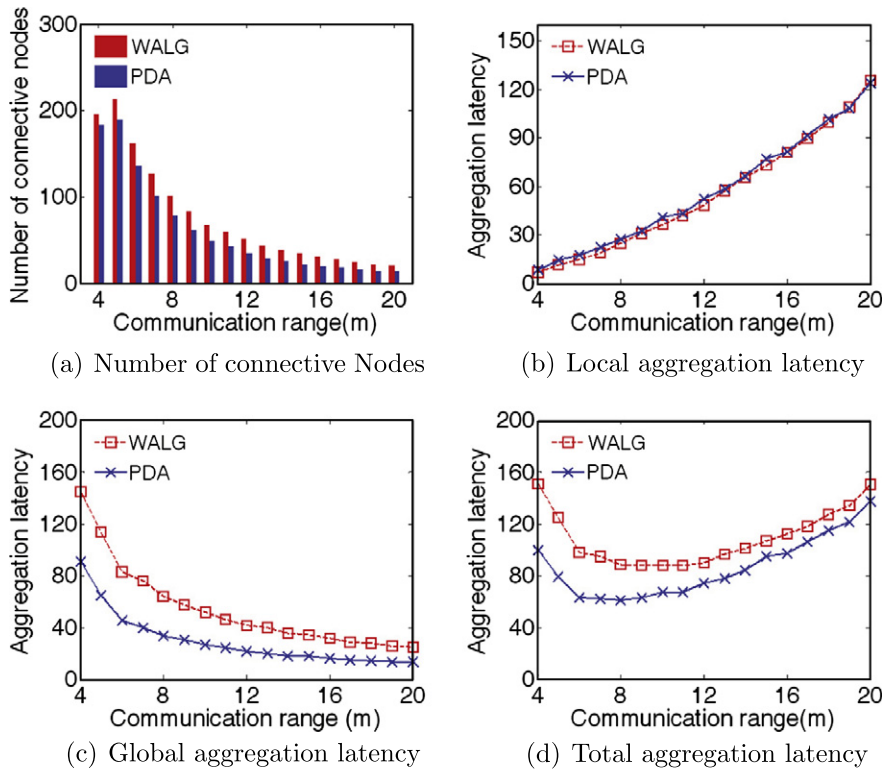 300
200
100
0
Number of connective nodes
WALG
PDA
4 8 12 16 20
Communication range(m)
(a) Number of connective Nodes
150
120
90
60
30
0
Aggregation latency
WALG
PDA
4 8 12 16 20
Communication range(m)
(b) Local aggregation latency
200
160
120
80
40
0
Aggregation latency
WALG
PDA
4 8 12 16 20
Communication range (m)
(c) Global aggregation latency
200
160
120
80
40
0
Aggregation latency
WALG
PDA
4 8 12 16 20
Communication range(m)
(d) Total aggregation latency